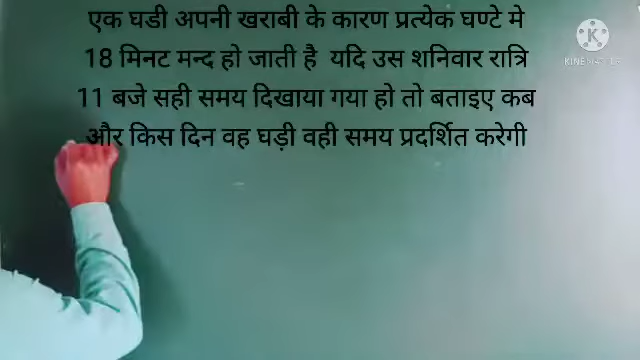 एक घडी अपनी खराबी के कारण प्रत्येक घण्टे मे
18 मिनट मन्द हो जाती है यदि उस शनिवार रात्रि
11 बजे सही समय दिखाया गया हो तो बताइए कब
और किस दिन वह घड़ी वही समय प्रदर्शित करेगी
K
KINEMASTER